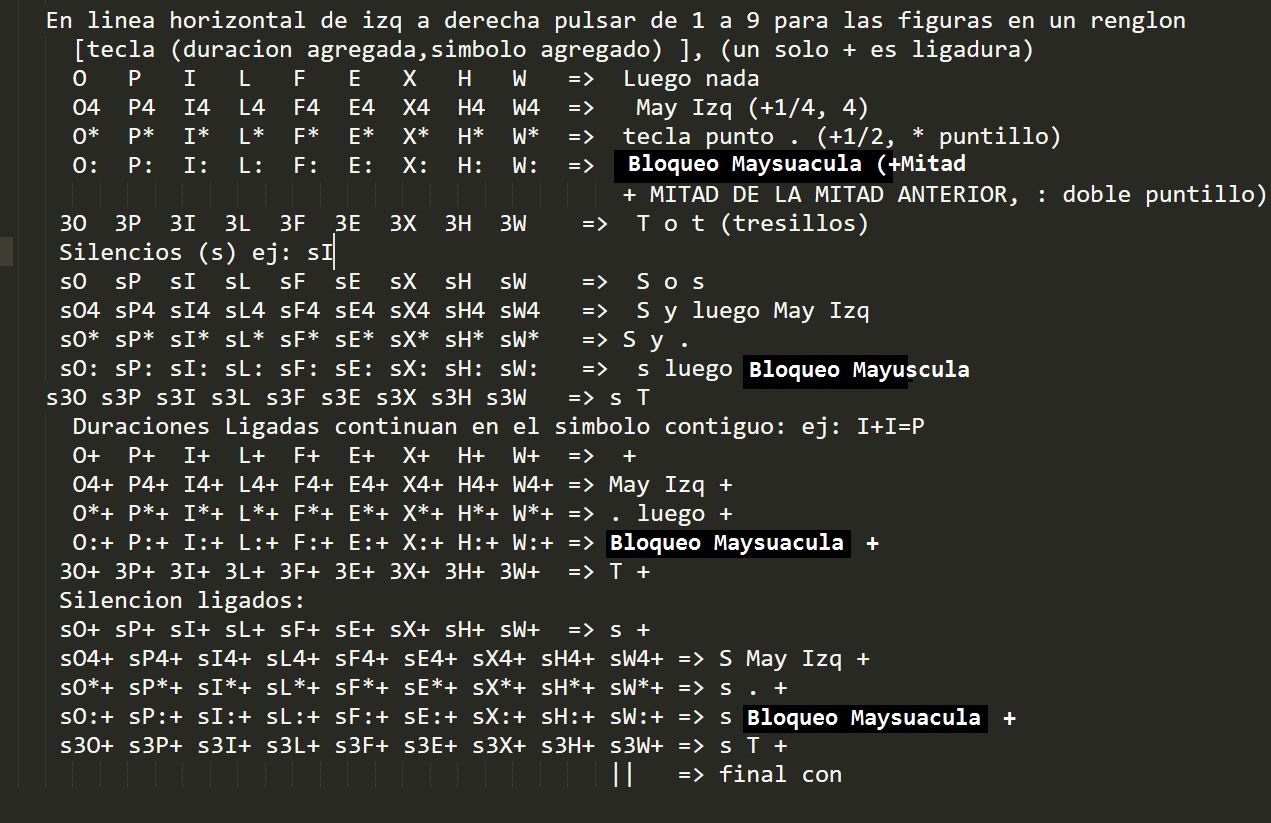 En linea horizontal de izq a derecha pulsar de 1 a 9 para las figuras en un renglon
[tecla (duracion agregada,simbolo agregado) ], (un solo + es ligadura)
O P I L F E X H W => Luego nada
O4 P4 I4 L4 F4 E4 X4 H4 W4 => May Izq (+1/4, 4)
O* P* I* L* F* E* X* H* W* => tecla punto . (+1/2, * puntillo)
O: P: I: L: F: E: X: H: W: => Bloqueo Maysuacula (+Mitad
+ MITAD DE LA MITAD ANTERIOR, : doble puntillo)
3O 3P 3I 3L 3F 3E 3X 3H 3W => T o t (tresillos)
Silencios (s) ej: sI
sO sP sI sL sF sE sX sH sW => S o s
sO4 sP4 sI4 sL4 sF4 sE4 sX4 sH4 sW4 => S y luego May Izq
sO* sP* sI* sL* sF* sE* sX* sH* sW* => S y .
sO: sP: sI: sL: sF: sE: sX: sH: sW: => s luego Bloqueo Mayuscula
s3O s3P s3I s3L s3F s3E s3X s3H s3W => s T
Duraciones Ligadas continuan en el simbolo contiguo: ej: I+I=P
O+ P+ I+ L+ F+ E+ X+ H+ W+ => +
O4+ P4+ I4+ L4+ F4+ E4+ X4+ H4+ W4+ => May Izq +
O*+ P*+ I*+ L*+ F*+ E*+ X*+ H*+ W*+ => . luego +
O:+ P:+ I:+ L:+ F:+ E:+ X:+ H:+ W:+ => Bloqueo Maysuacula +
3O+ 3P+ 3I+ 3L+ 3F+ 3E+ 3X+ 3H+ 3W+ => T +
Silencion ligados:
sO+ sP+ sI+ sL+ sF+ sE+ sX+ sH+ sW+ => s +
sO4+ sP4+ sI4+ sL4+ sF4+ sE4+ sX4+ sH4+ sW4+ => S May Izq +
sO*+ sP*+ sI*+ sL*+ sF*+ sE*+ sX*+ sH*+ sW*+ => s . +
sO:+ sP:+ sI:+ sL:+ sF:+ sE:+ sX:+ sH:+ sW:+ => s Bloqueo Maysuacula +
s3O+ s3P+ s3I+ s3L+ s3F+ s3E+ s3X+ s3H+ s3W+ => s T +
|| => final con